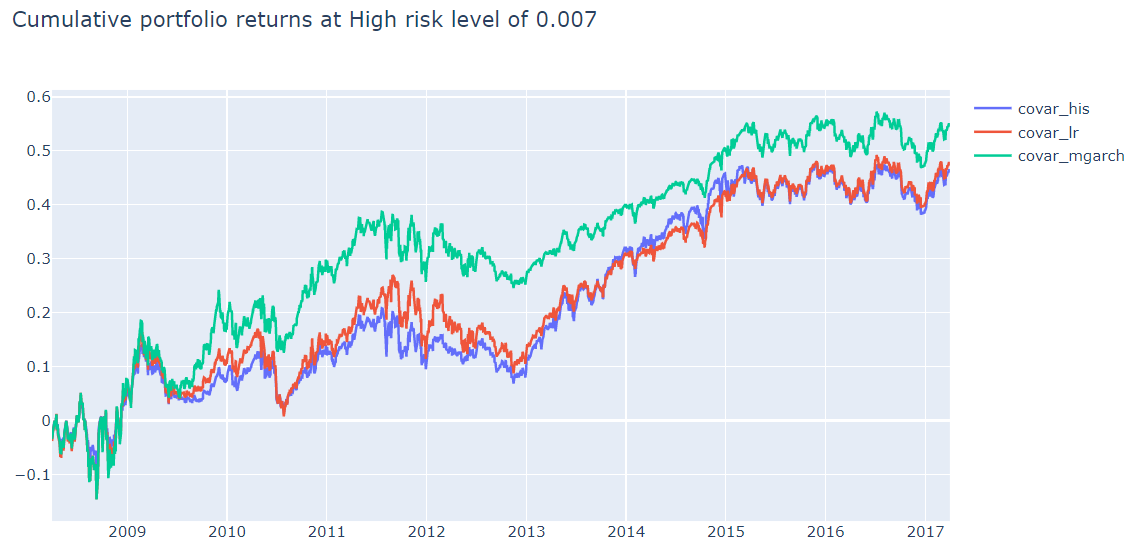 Cumulative portfolio returns at High risk level of 0.007
0.6
0.5
0.4
0.3
0.2
0.1
0
−0.1
2009 2010 2011 2012 2013 2014 2015 2016 2017
covar_his
covar_lr
covar_mgarch